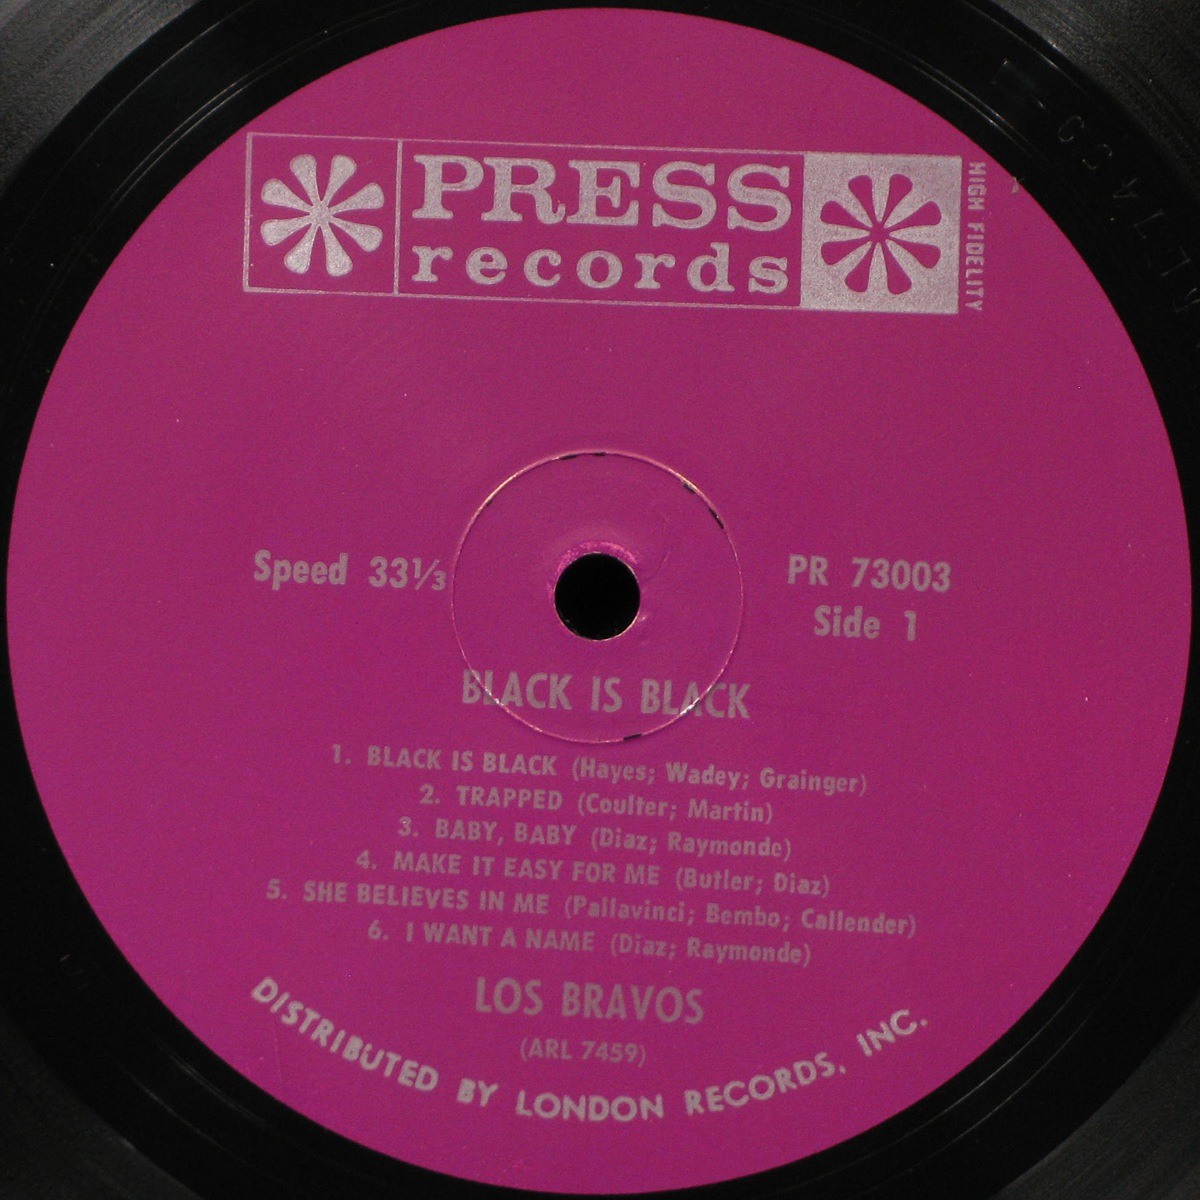 PRESS
records
HIGH FIDELITY
Speed 33⅓
PR 73003
Side 1
BLACK IS BLACK
1. BLACK IS BLACK (Hayes; Wadey; Grainger)
2. TRAPPED (Coulter; Martin)
3. BABY, BABY (Diaz; Raymonde)
4. MAKE IT EASY FOR ME (Butler; Diaz)
5. SHE BELIEVES IN ME (Pallavinci; Bembo; Callender)
6. I WANT A NAME (Diaz; Raymonde)
LOS BRAVOS
(ARL 7459)
DISTRIBUTED BY LONDON RECORDS, INC.